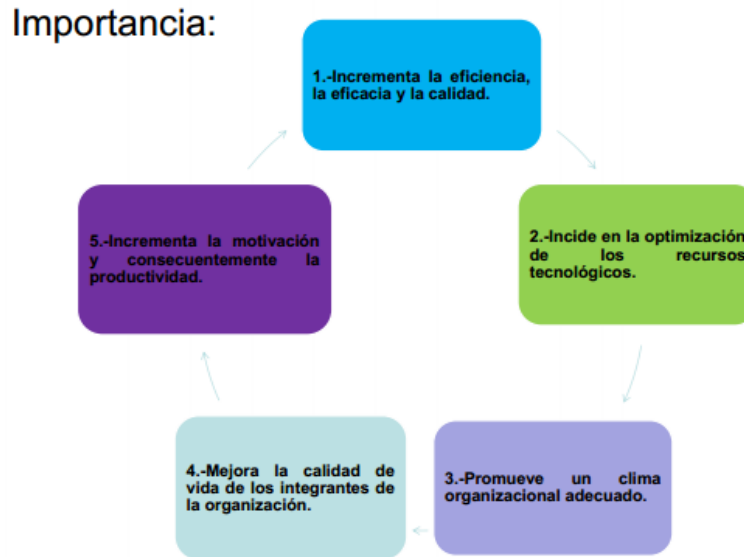 Importancia:
1.-Incrementa la eficiencia,
la eficacia y la calidad.
2.-Incide en la optimización
de los recursos
tecnológicos.
3.-Promueve un clima
organizacional adecuado.
4.-Mejora la calidad de
vida de los integrantes de
la organización.
5.-Incrementa la motivación
y consecuentemente la
productividad.